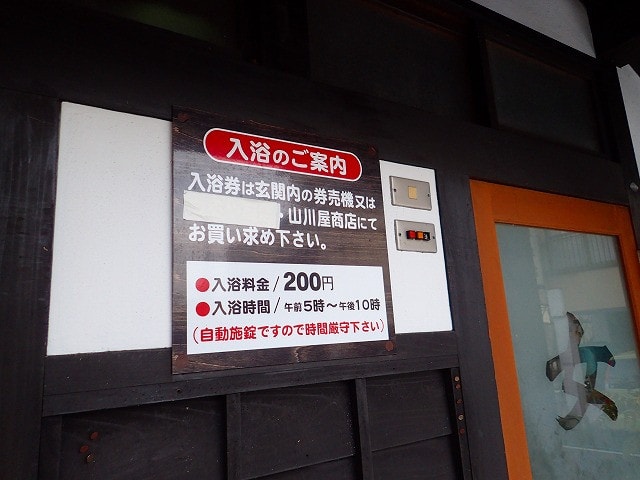 入浴のご案内
入浴券は玄関内の券売機又は
山川屋商店にて
お買い求め下さい。
●入浴料金/200円
●入浴時間/午前5時～午後10時
(自動施錠ですので時間厳守下さい)
女